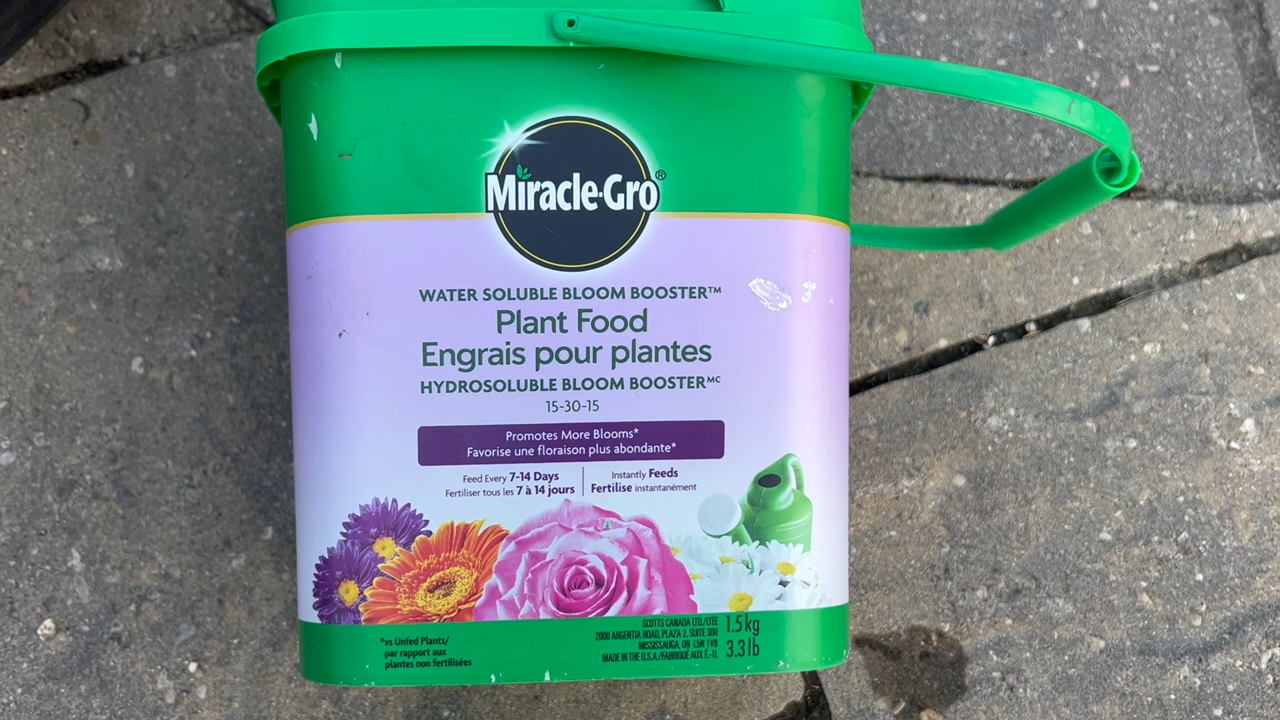 Miracle-Gro®
WATER SOLUBLE BLOOM BOOSTER™
Plant Food
Engrais pour plantes
HYDROSOLUBLE BLOOM BOOSTERᴹᶜ
15-30-15
Promotes More Blooms*
Favorise une floraison plus abondante*
Feed Every 7-14 Days
Fertiliser tous les 7 à 14 jours
Instantly Feeds
Fertilise instantanément
*vs Unfed Plants/
par rapport aux
plantes non fertilisées
SCOTTS CANADA LTD./LTÉE
2000 ARGENTIA ROAD, PLAZA 2, SUITE 300
MISSISSAUGA, ON L5N 1V8
MADE IN THE U.S.A./FABRIQUÉ AUX É.-U.
1.5 kg
3.3 lb